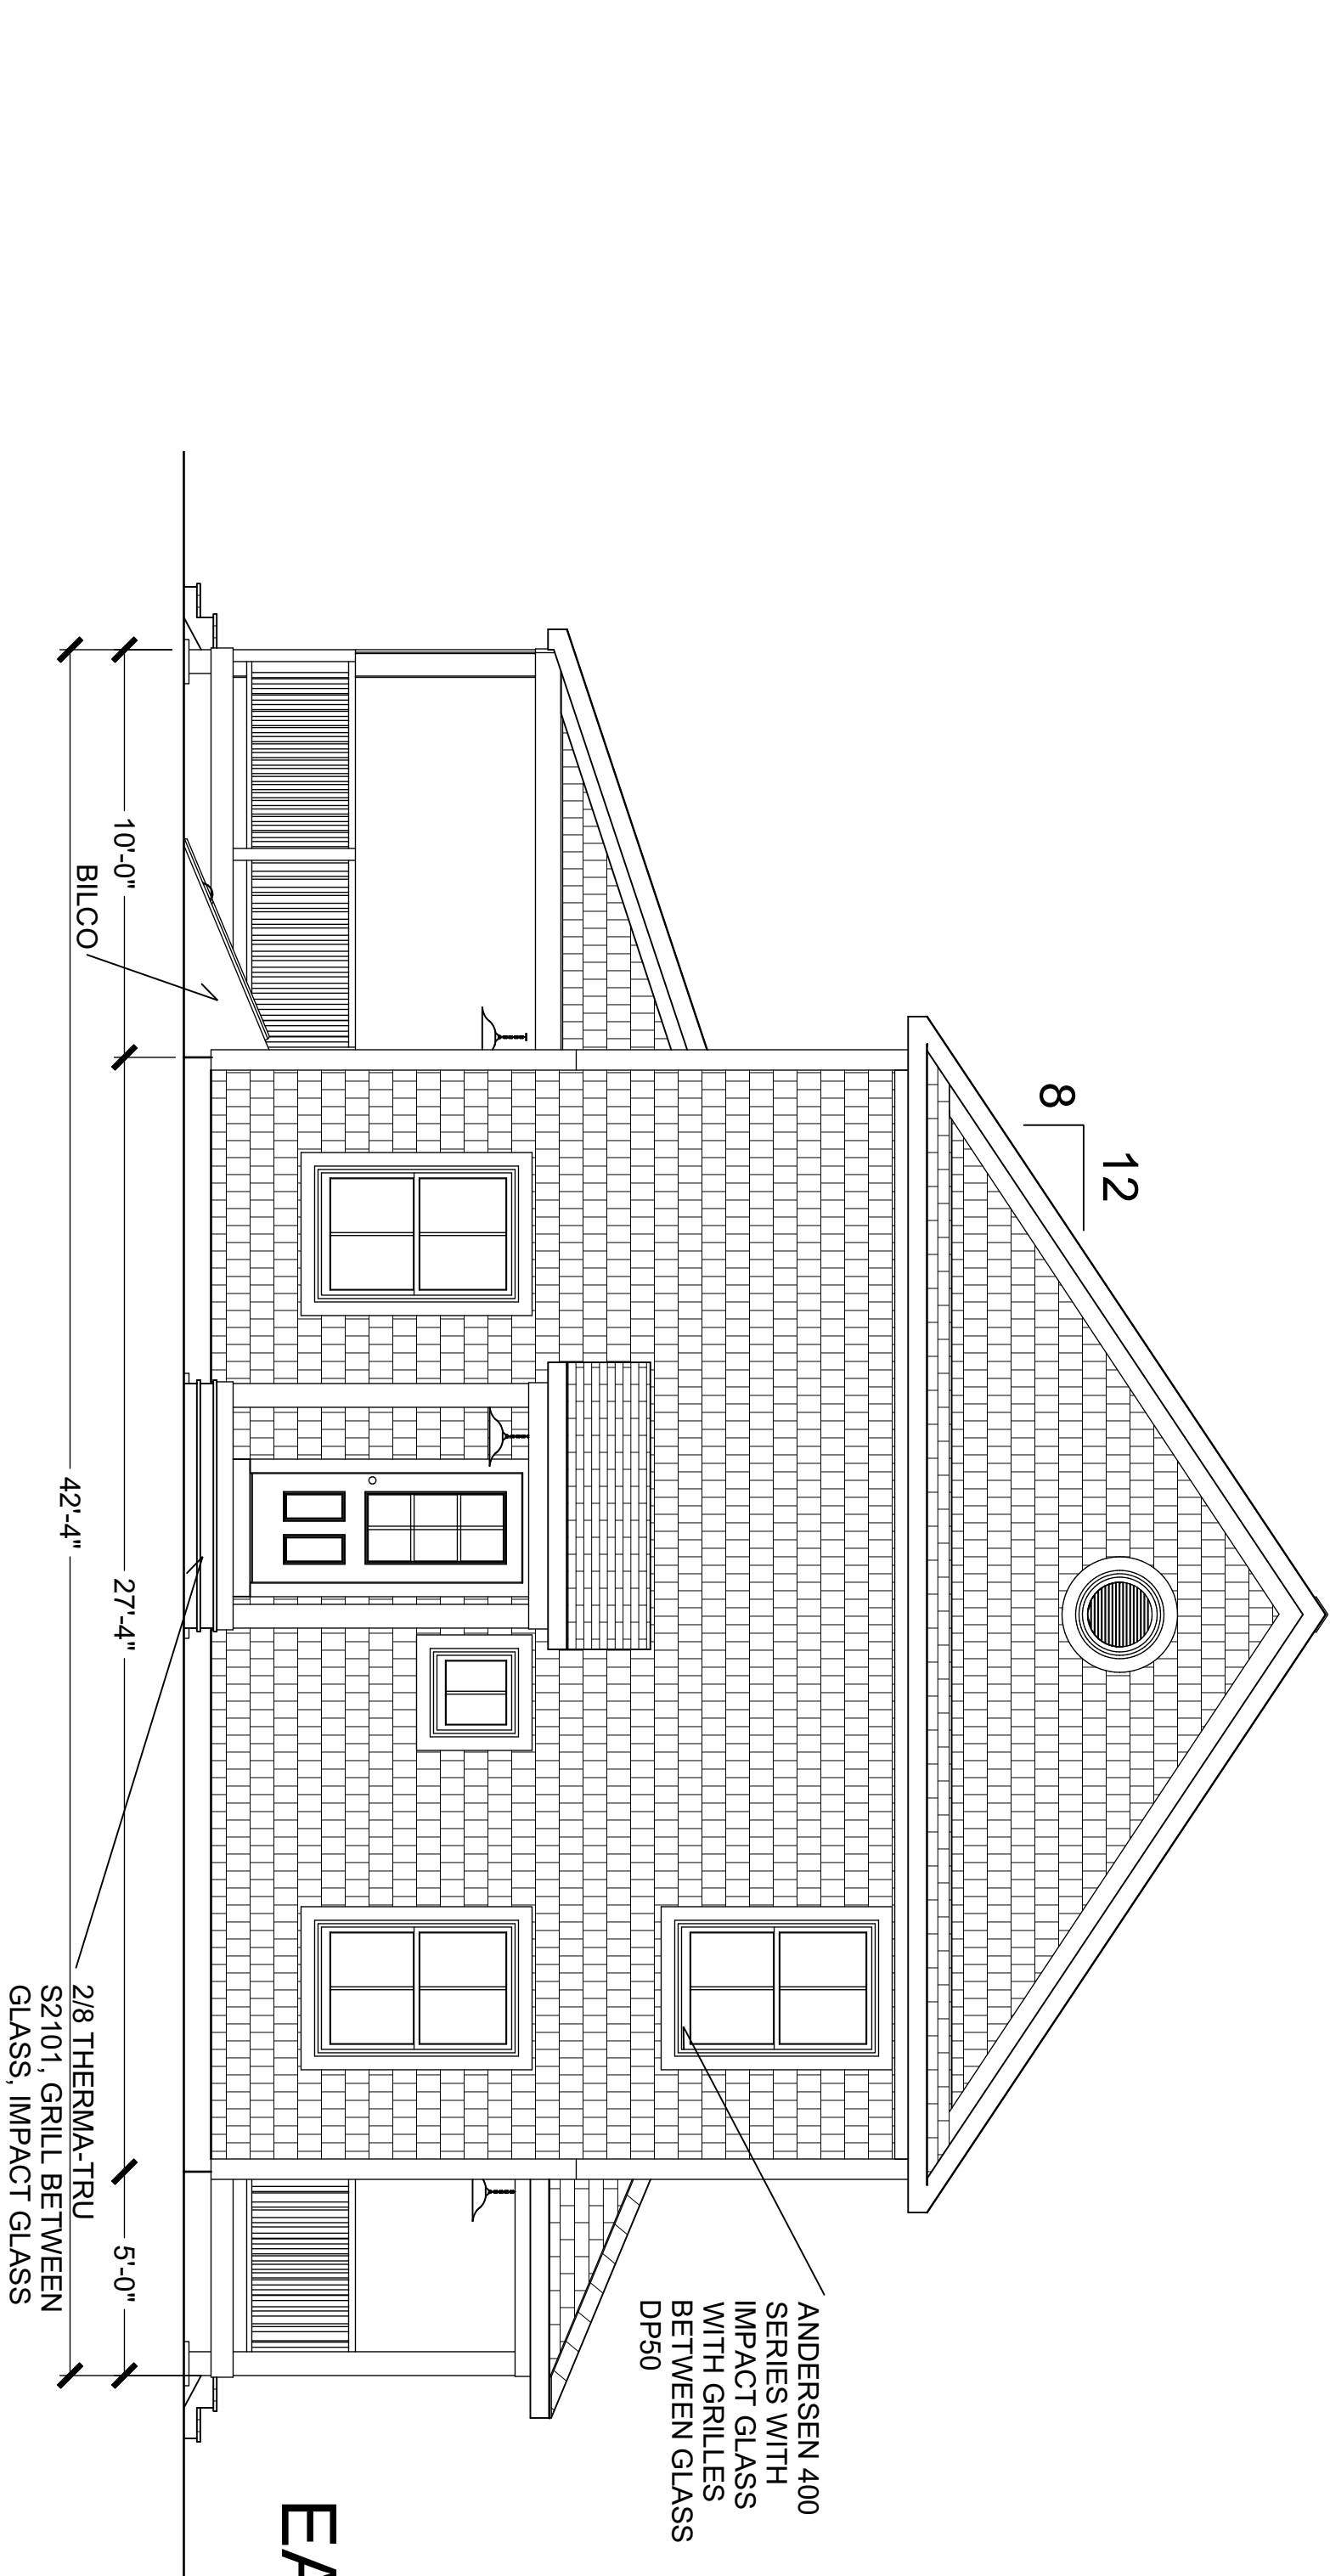 12
8
ANDERSEN 400
SERIES WITH
IMPACT GLASS
WITH GRILLES
BETWEEN GLASS
DP50
EA
10'-0"
27'-4"
5'-0"
BILCO
42'-4"
2/8 THERMA-TRU
S2101, GRILL BETWEEN
GLASS, IMPACT GLASS